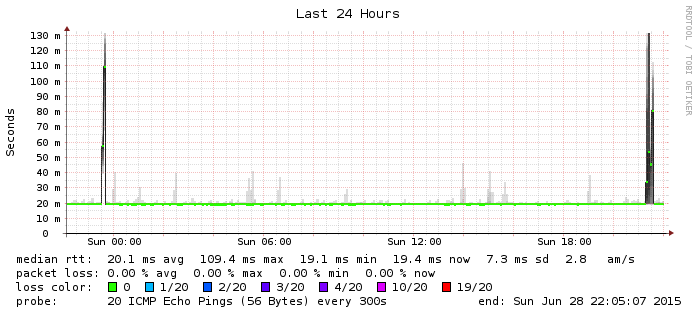 Last 24 Hours
RRDTOOL / TOBI OETIKER
Seconds
130 m
120 m
110 m
100 m
90 m
80 m
70 m
60 m
50 m
40 m
30 m
20 m
10 m
0
Sun 00:00 Sun 06:00 Sun 12:00 Sun 18:00
median rtt: 20.1 ms avg 109.4 ms max 19.1 ms min 19.4 ms now 7.3 ms sd 2.8 am/s
packet loss: 0.00 % avg 0.00 % max 0.00 % min 0.00 % now
loss color: 0 1/20 2/20 3/20 4/20 10/20 19/20
probe: 20 ICMP Echo Pings (56 Bytes) every 300s end: Sun Jun 28 22:05:07 2015